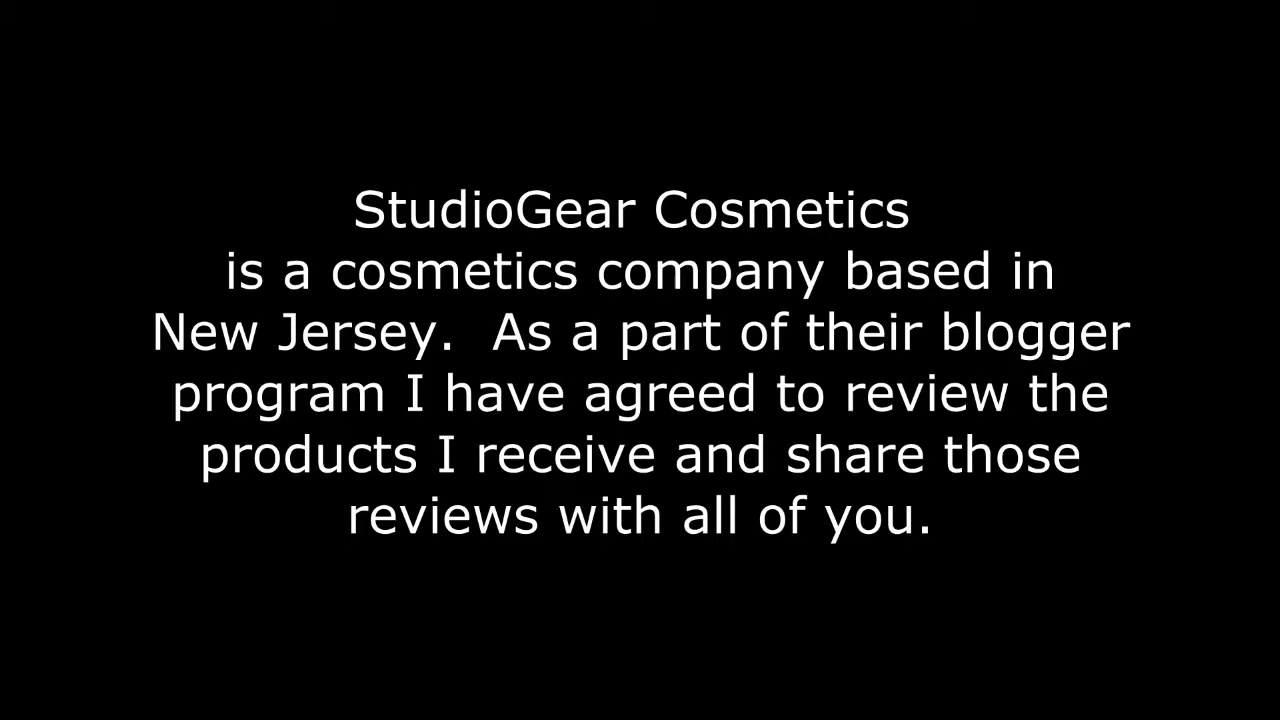 StudioGear Cosmetics
is a cosmetics company based in
New Jersey.  As a part of their blogger
program I have agreed to review the
products I receive and share those
reviews with all of you.